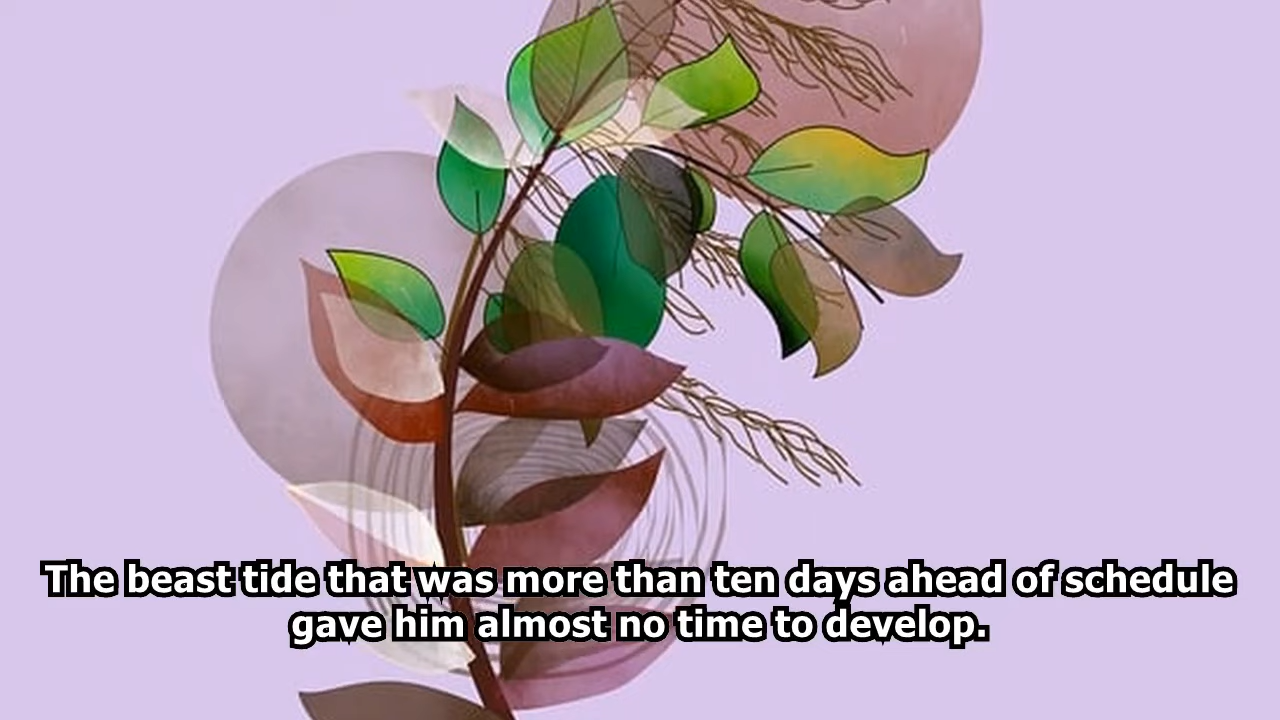 The beast tide that was more than ten days ahead of schedule
gave him almost no time to develop.